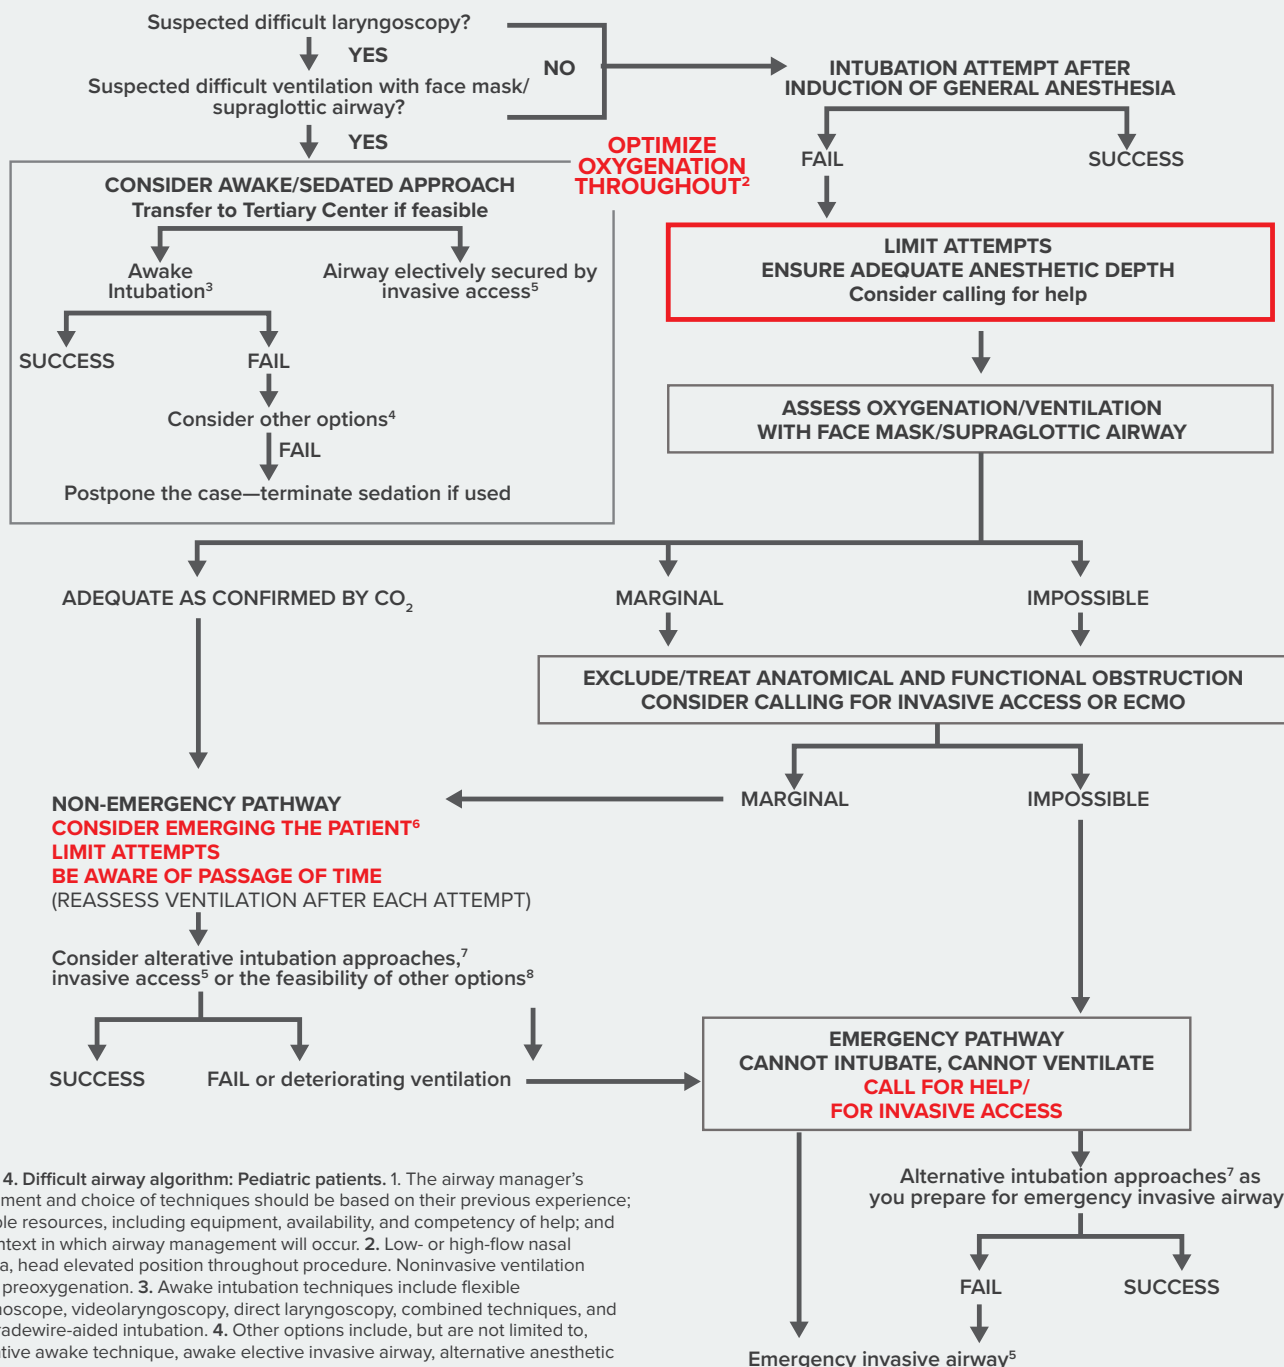 Suspected difficult laryngoscopy?
YES
NO
Suspected difficult ventilation with face mask/
supraglottic airway?
YES
INTUBATION ATTEMPT AFTER
INDUCTION OF GENERAL ANESTHESIA
FAIL
SUCCESS
OPTIMIZE
OXYGENATION
THROUGHOUT²
CONSIDER AWAKE/SEDATED APPROACH
Transfer to Tertiary Center if feasible
Awake
Intubation³
Airway electively secured by
invasive access⁵
SUCCESS
FAIL
Consider other options⁴
FAIL
Postpone the case—terminate sedation if used
LIMIT ATTEMPTS
ENSURE ADEQUATE ANESTHETIC DEPTH
Consider calling for help
ASSESS OXYGENATION/VENTILATION
WITH FACE MASK/SUPRAGLOTTIC AIRWAY
ADEQUATE AS CONFIRMED BY CO₂
MARGINAL
IMPOSSIBLE
EXCLUDE/TREAT ANATOMICAL AND FUNCTIONAL OBSTRUCTION
CONSIDER CALLING FOR INVASIVE ACCESS OR ECMO
MARGINAL
IMPOSSIBLE
NON-EMERGENCY PATHWAY
CONSIDER EMERGING THE PATIENT⁶
LIMIT ATTEMPTS
BE AWARE OF PASSAGE OF TIME
(REASSESS VENTILATION AFTER EACH ATTEMPT)
Consider alterative intubation approaches,⁷
invasive access⁵ or the feasibility of other options⁸
SUCCESS
FAIL or deteriorating ventilation
EMERGENCY PATHWAY
CANNOT INTUBATE, CANNOT VENTILATE
CALL FOR HELP/
FOR INVASIVE ACCESS
Alternative intubation approaches⁷ as
you prepare for emergency invasive airway
FAIL
SUCCESS
Emergency invasive airway⁵
4. Difficult airway algorithm: Pediatric patients. 1. The airway manager's
ment and choice of techniques should be based on their previous experience;
ble resources, including equipment, availability, and competency of help; and
ntext in which airway management will occur. 2. Low- or high-flow nasal
a, head elevated position throughout procedure. Noninvasive ventilation
preoxygenation. 3. Awake intubation techniques include flexible
noscope, videolaryngoscopy, direct laryngoscopy, combined techniques, and
radewire-aided intubation. 4. Other options include, but are not limited to,
ative awake technique, awake elective invasive airway, alternative anesthetic